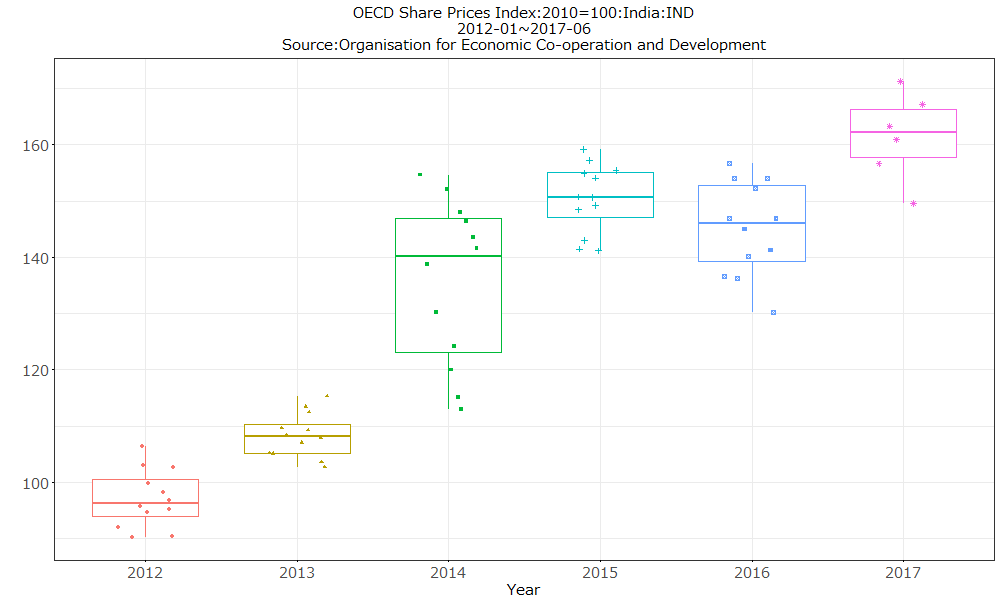 OECD Share Prices Index:2010=100:India:IND
2012-01~2017-06
Source:Organisation for Economic Co-operation and Development
160
140
120
100
2012 2013 2014 2015 2016 2017
Year